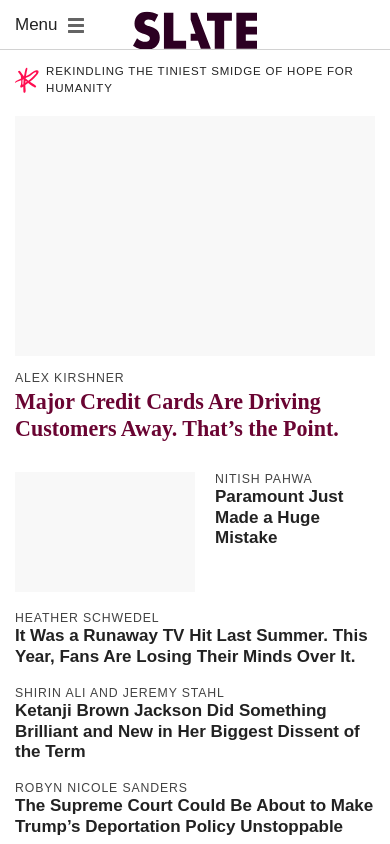 Menu
SLATE
REKINDLING THE TINIEST SMIDGE OF HOPE FOR
HUMANITY
ALEX KIRSHNER
Major Credit Cards Are Driving
Customers Away. That’s the Point.
NITISH PAHWA
Paramount Just
Made a Huge
Mistake
HEATHER SCHWEDEL
It Was a Runaway TV Hit Last Summer. This
Year, Fans Are Losing Their Minds Over It.
SHIRIN ALI AND JEREMY STAHL
Ketanji Brown Jackson Did Something
Brilliant and New in Her Biggest Dissent of
the Term
ROBYN NICOLE SANDERS
The Supreme Court Could Be About to Make
Trump’s Deportation Policy Unstoppable